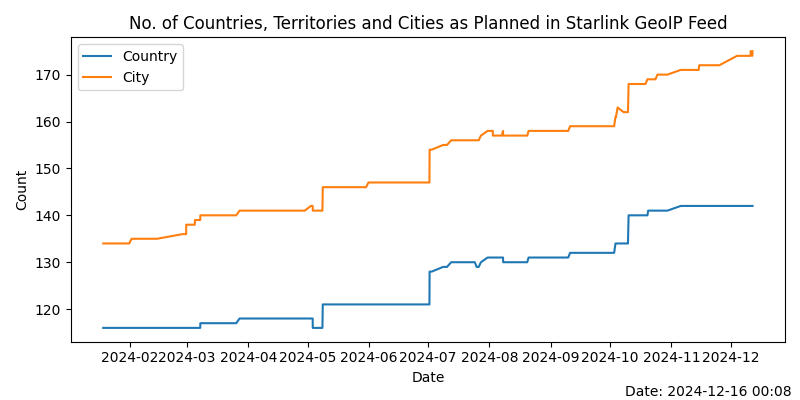 No. of Countries, Territories and Cities as Planned in Starlink GeoIP Feed
Country
City
Count
170
160
150
140
130
120
2024-02 2024-03 2024-04 2024-05 2024-06 2024-07 2024-08 2024-09 2024-10 2024-11 2024-12
Date
Date: 2024-12-16 00:08